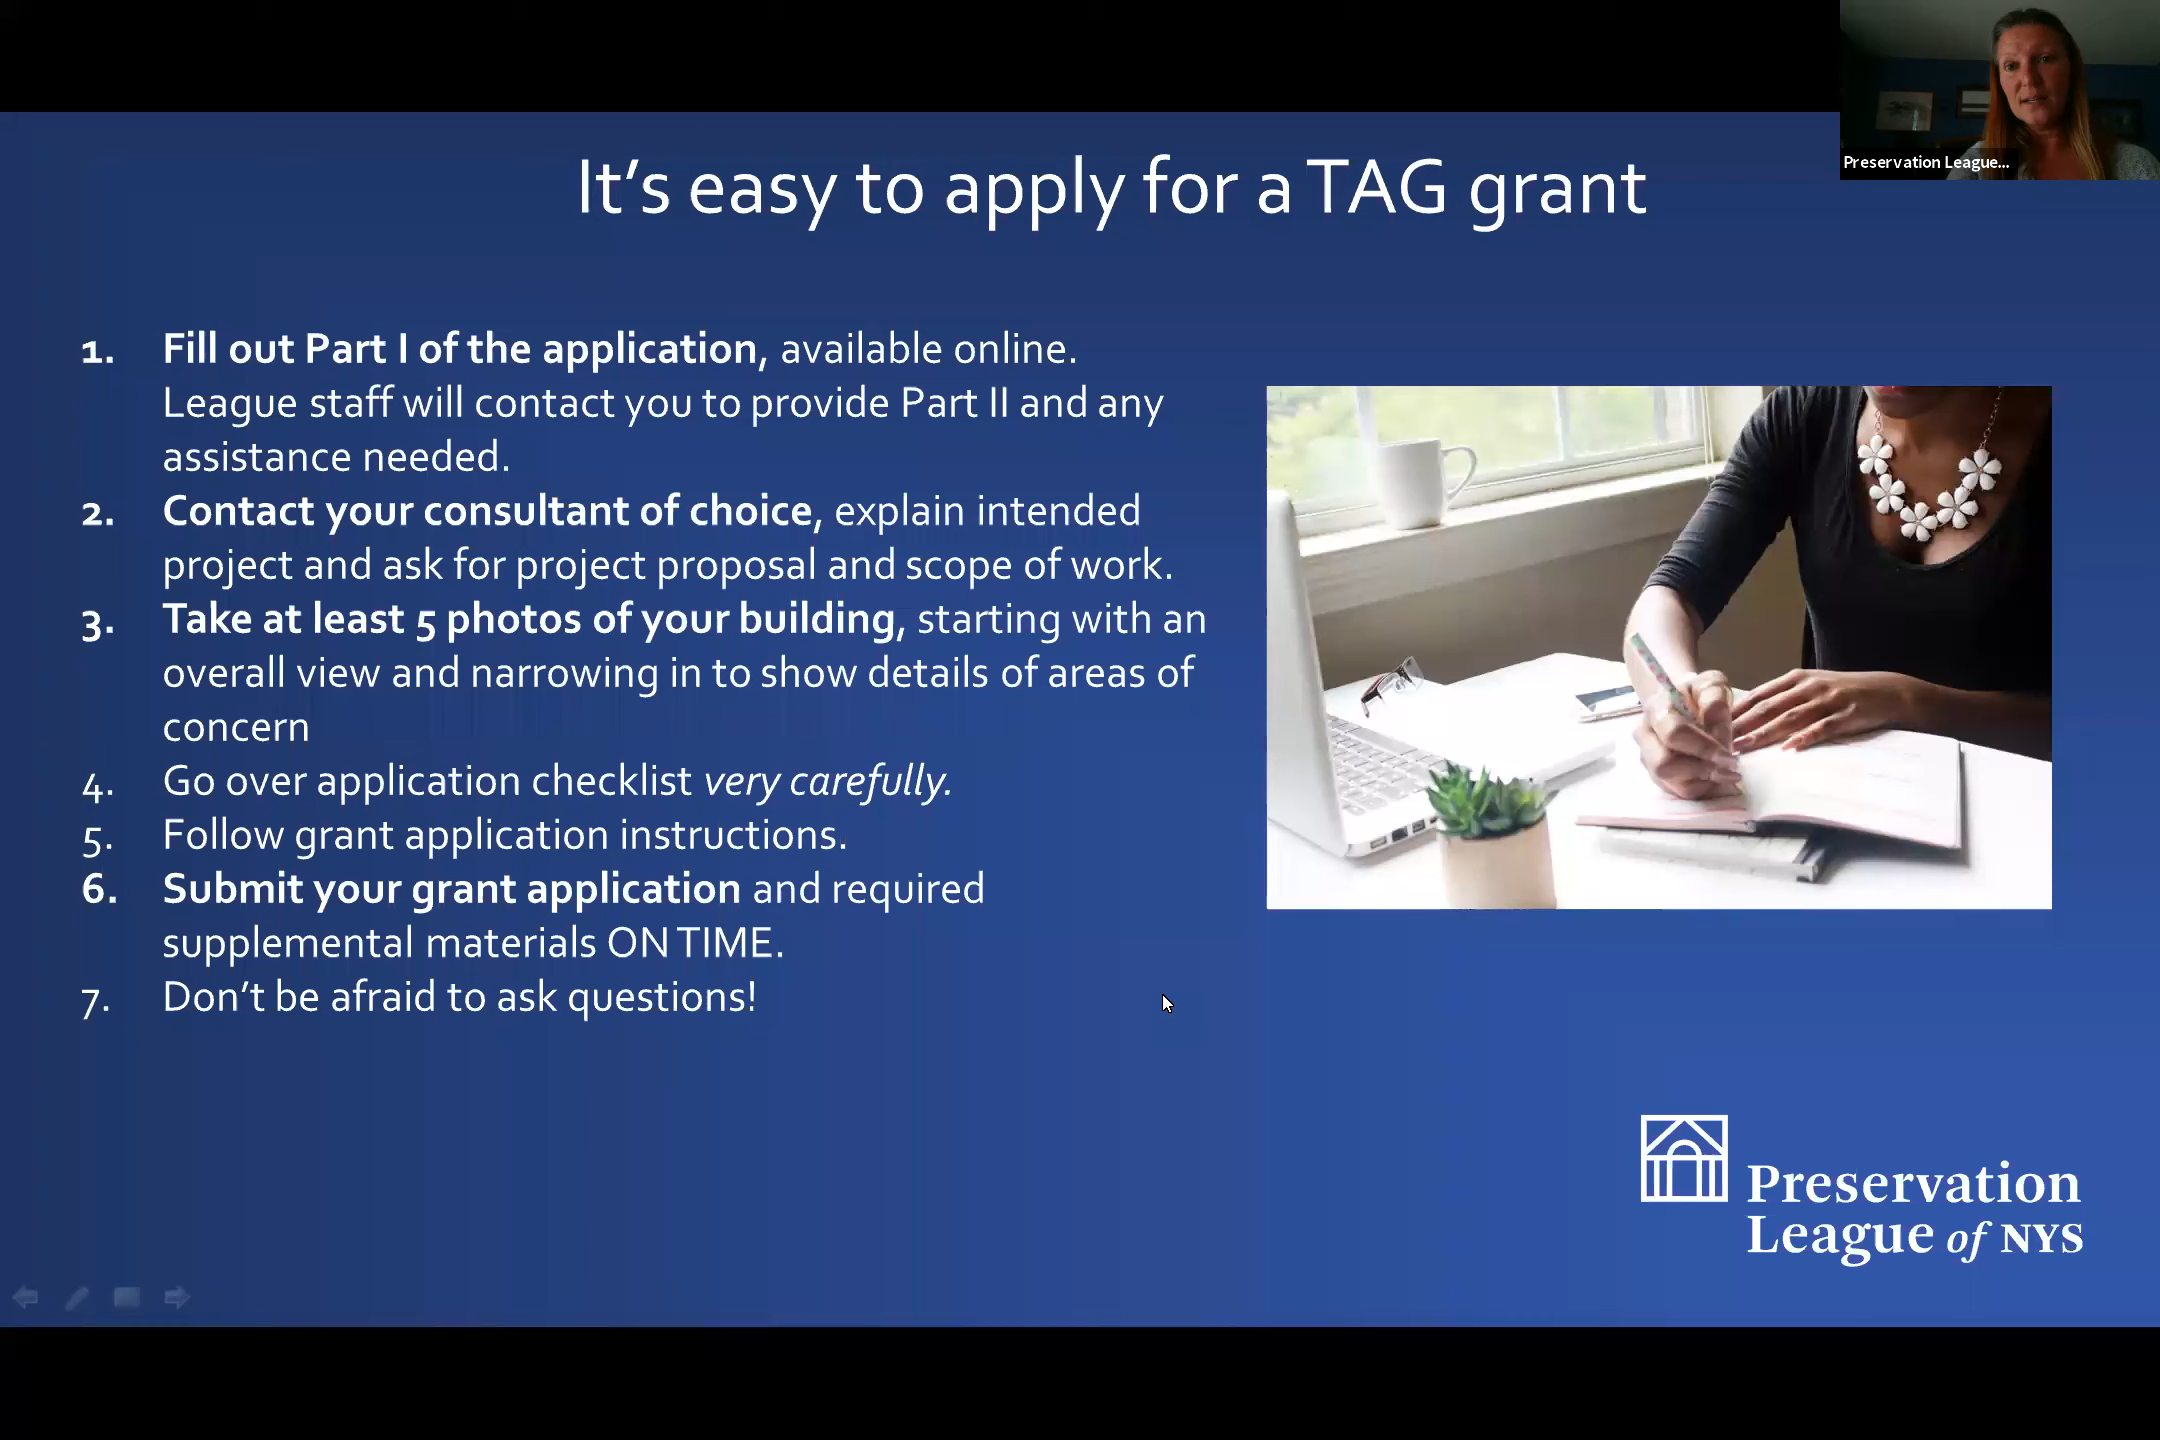 Preservation League...
It's easy to apply for a TAG grant
1. Fill out Part I of the application, available online.
League staff will contact you to provide Part II and any
assistance needed.
2. Contact your consultant of choice, explain intended
project and ask for project proposal and scope of work.
3. Take at least 5 photos of your building, starting with an
overall view and narrowing in to show details of areas of
concern
4. Go over application checklist very carefully.
5. Follow grant application instructions.
6. Submit your grant application and required
supplemental materials ON TIME.
7. Don't be afraid to ask questions!
Preservation
League of NYS